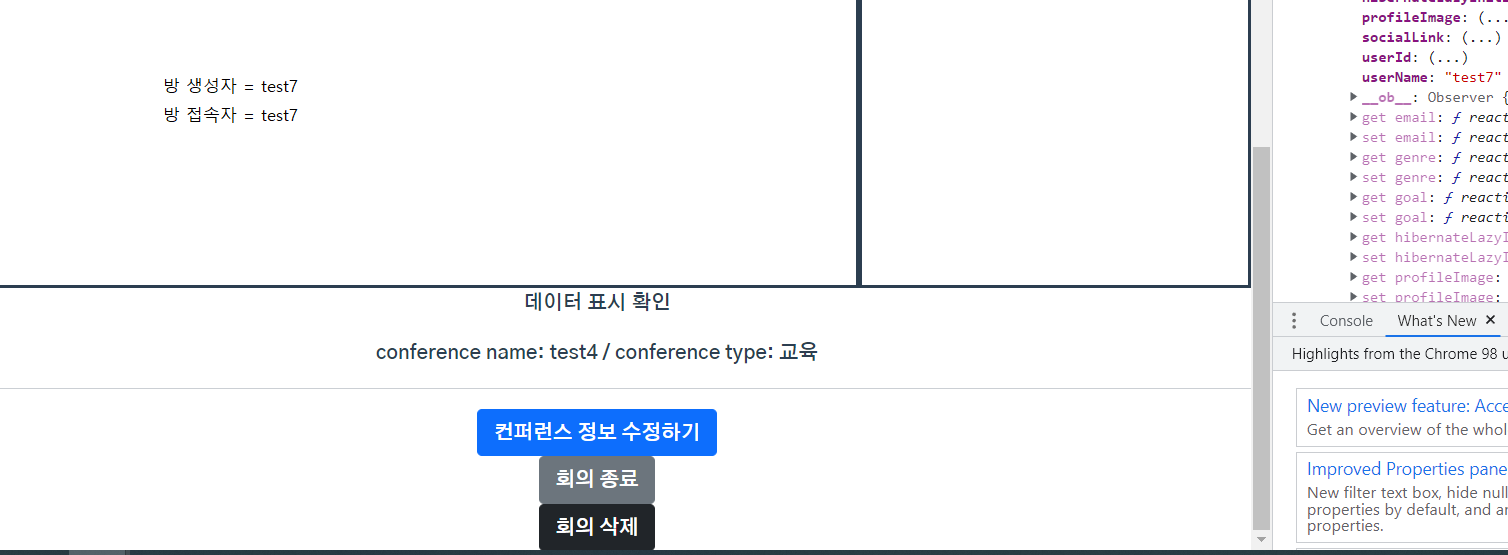 방 생성자 = test7
방 접속자 = test7
데이터 표시 확인
conference name: test4 / conference type: 교육
컨퍼런스 정보 수정하기
회의 종료
회의 삭제
profileImage: (...
socialLink: (...)
userId: (...)
userName: "test7"
__ob__: Observer {
get email: ƒ react
set email: ƒ react
get genre: ƒ react
set genre: ƒ react
get goal: ƒ reacti
set goal: ƒ reacti
get hibernateLazyI
set hibernateLazyI
get profileImage:
set profileImage:
Console What's New ×
Highlights from the Chrome 98 u
New preview feature: Acce
Get an overview of the whol
Improved Properties pane
New filter text box, hide null
properties by default, and ar
properties.